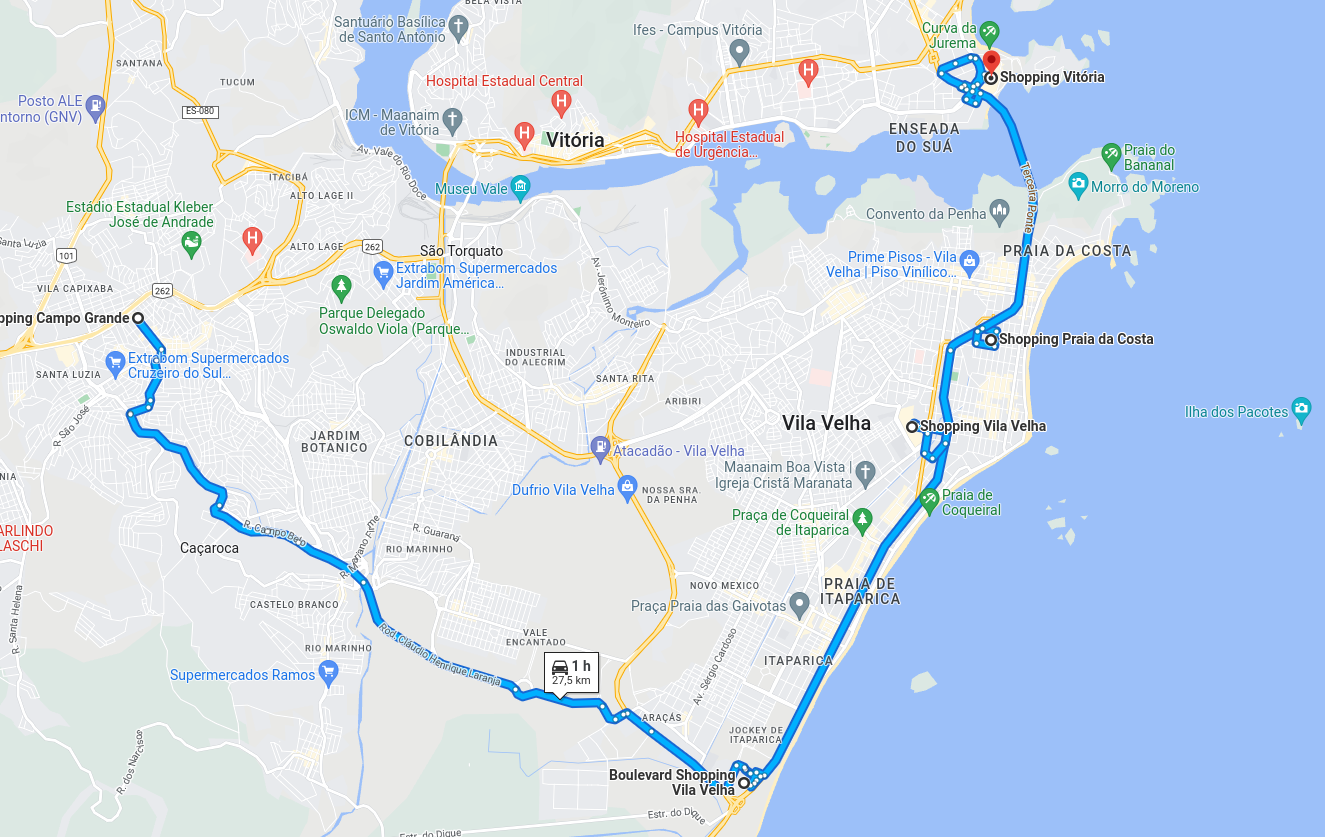 BELA VISTA
Santuário Basílica
de Santo Antônio
Ifes - Campus Vitória
Curva da
Jurema
SANTANA
TUCUM
Hospital Estadual Central
Shopping Vitória
Posto ALE
ntorno (GNV)
ES-080
ICM - Maanaim
de Vitória
Vitória
Hospital Estadual
de Urgência...
ENSEADA
DO SUÁ
Av. Vale do Rio Doce
Praia do
Bananal
ITACIBÁ
ALTO LAGE II
Museu Vale
Terceira Ponte
Morro do Moreno
Estádio Estadual Kleber
José de Andrade
Convento da Penha
Santa Luzia
101
ALTO LAGE
262
São Torquato
PRAIA DA COSTA
Extrabom Supermercados
Jardim América...
Prime Pisos - Vila
Velha | Piso Vinílico...
VILA CAPIXABA
262
Av. Jerônimo Monteiro
Parque Delegado
Oswaldo Viola (Parque...
pping Campo Grande
Shopping Praia da Costa
Extrabom Supermercados
Cruzeiro do Sul...
INDUSTRIAL
DO ALECRIM
SANTA LUZIA
SANTA RITA
ARIBIRI
R. São José
Ilha dos Pacotes
Vila Velha
Shopping Vila Velha
JARDIM
BOTANICO
COBILÂNDIA
Atacadão - Vila Velha
Maanaim Boa Vista |
Igreja Cristã Maranata
NIA
Dufrio Vila Velha
NOSSA SRA.
DA PENHA
Praia de
Coqueiral
ARLINDO
LASCHI
R. Campo Belo
R. Guarani
Praça de Coqueiral
de Itaparica
Caçaroca
RIO MARINHO
R. Mariano Firme
NOVO MEXICO
PRAIA DE
ITAPARICA
CASTELO BRANCO
Praça Praia das Gaivotas
R. Santa Helena
Rod. Cláudio Henrique Laranja
VALE
ENCANTADO
RIO MARINHO
Av. Sérgio Cardoso
ITAPARICA
1 h
27,5 km
Supermercados Ramos
ARAÇÁS
JOCKEY DE
ITAPARICA
R. dos Narcisos
Boulevard Shopping
Vila Velha
Estr. do Dique
Estr. do Dique